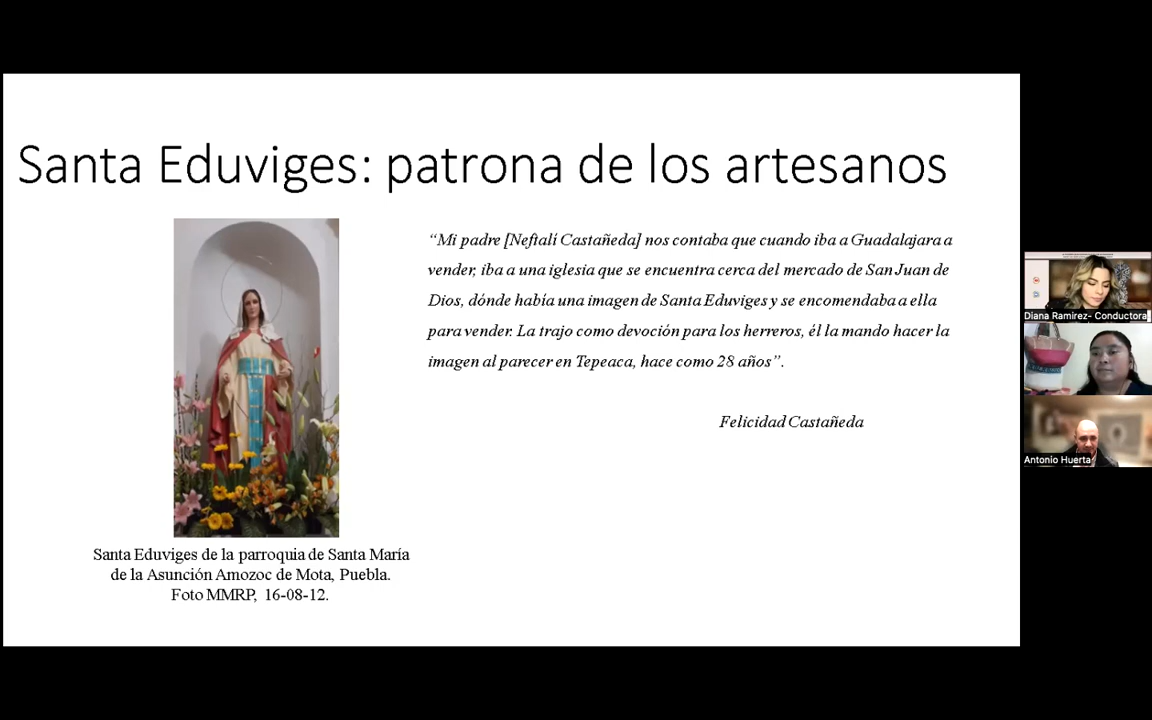 Santa Eduviges: patrona de los artesanos
“Mi padre [Neftalí Castañeda] nos contaba que cuando iba a Guadalajara a
vender, iba a una iglesia que se encuentra cerca del mercado de San Juan de
Dios, dónde había una imagen de Santa Eduviges y se encomendaba a ella
para vender. La trajo como devoción para los herreros, él la mando hacer la
imagen al parecer en Tepeaca, hace como 28 años”.
Felicidad Castañeda
Santa Eduviges de la parroquia de Santa María
de la Asunción Amozoc de Mota, Puebla.
Foto MMRP, 16-08-12.
Diana Ramirez- Conductora
Antonio Huerta